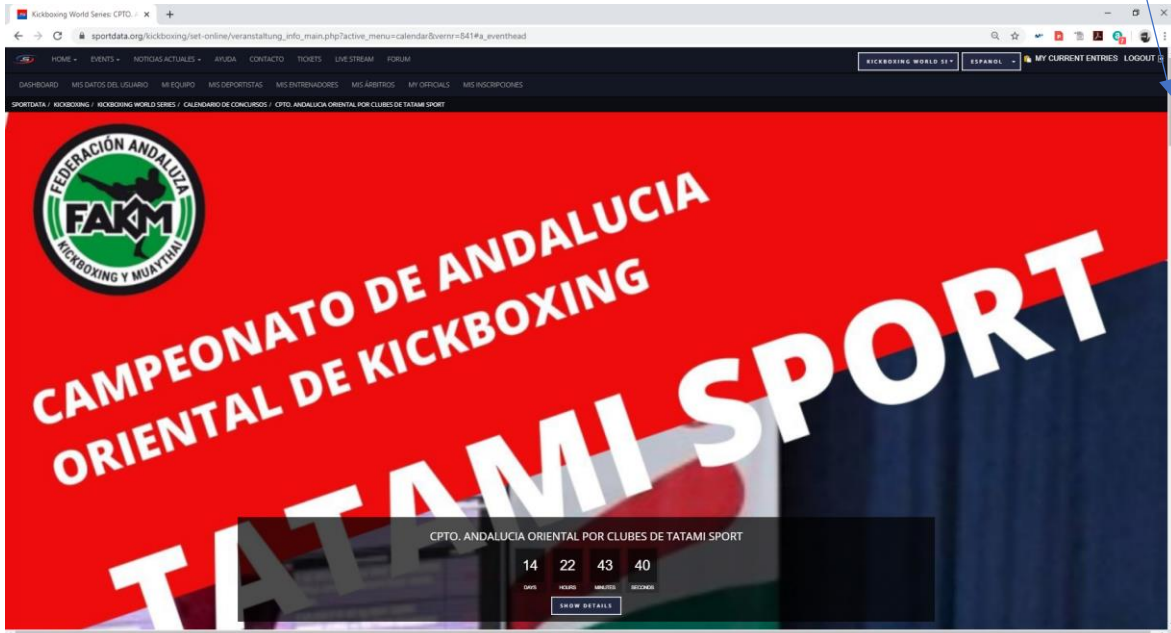 Kickboxing World Series: CPTO. A
sportdata.org/kickboxing/set-online/veranstaltung_info_main.php?active_menu=calendar&vernr=841#a_eventhead
HOME EVENTS NOTICIAS ACTUALES AYUDA CONTACTO TICKETS LIVE STREAM FORUM KICKBOXING WORLD SE ESPANOL MY CURRENT ENTRIES LOGOUT
DASHBOARD MIS DATOS DEL USUARIO MI EQUIPO MIS DEPORTISTAS MIS ENTRENADORES MIS ÁRBITROS MY OFFICIALS MIS INSCRIPCIONES
SPORTDATA / KICKBOXING / KICKBOXING WORLD SERIES / CALENDARIO DE CONCURSOS / CPTO. ANDALUCIA ORIENTAL POR CLUBES DE TATAMI SPORT
FEDERACIÓN ANDALUZA
FAKM
KICKBOXING Y MUAYTHAI
CAMPEONATO DE ANDALUCIA
ORIENTAL DE KICKBOXING
TATAMI SPORT
CPTO. ANDALUCIA ORIENTAL POR CLUBES DE TATAMI SPORT
14 22 43 40
DAYS HOURS MINUTES SECONDS
SHOW DETAILS